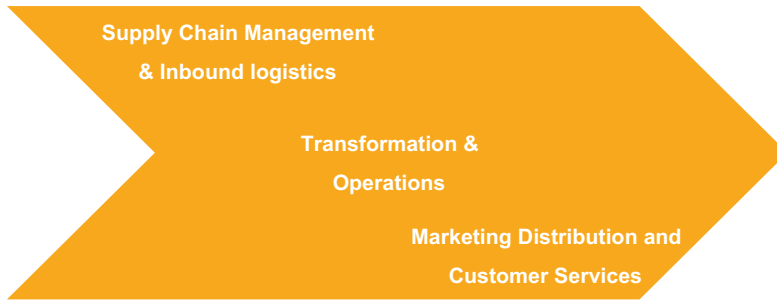 Supply Chain Management
& Inbound logistics
Transformation &
Operations
Marketing Distribution and
Customer Services